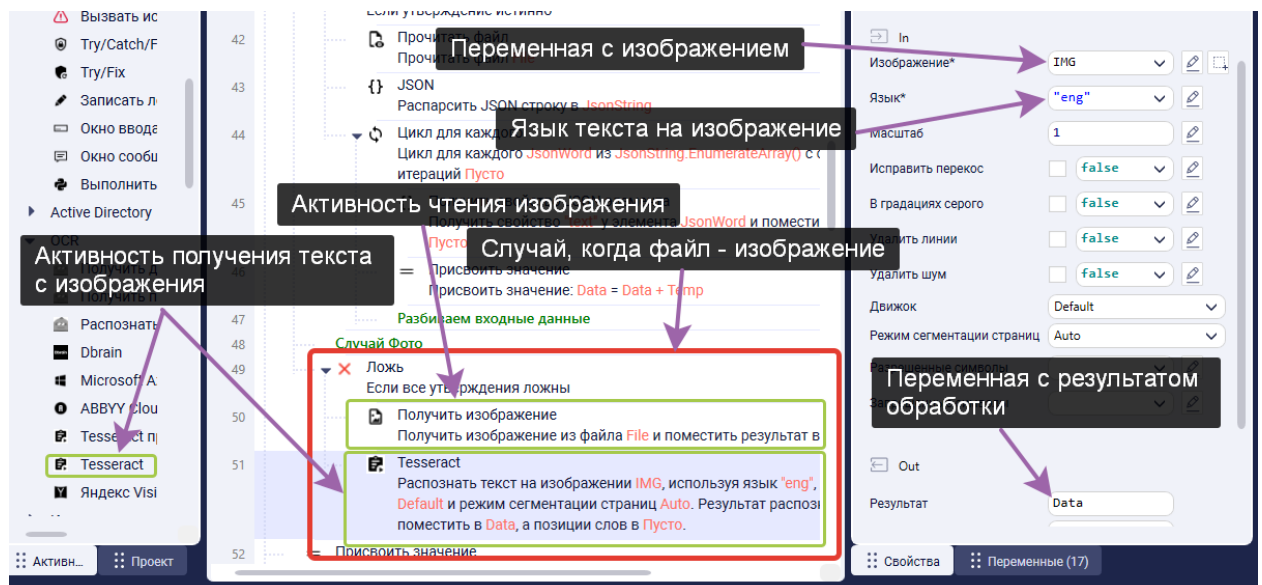 Вызвать ис
Try/Catch/F
Try/Fix
Записать л
Окно ввода
Окно сообщ
Выполнить
Active Directory
OCR
Активность получения текста
с изображения
Распознать
Dbrain
Microsoft A
ABBYY Clou
Tesseract п
Tesseract
Яндекс Visi
Активн...
Проект
Если утверждение истинно
42
Прочитать файл
Прочитать файл File
43
JSON
Распарсить JSON строку в JsonString
44
Цикл для каждого
Цикл для каждого JsonWord из JsonString.EnumerateArray() с
итераций Пусто
Активность чтения изображения
45
Получить свойство "text" у элемента JsonWord и помести
Пусто
Случай, когда файл - изображение
46
Присвоить значение
Присвоить значение: Data = Data + Temp
47
Разбиваем входные данные
48
Случай Фото
49
Ложь
Если все утверждения ложны
50
Получить изображение
Получить изображение из файла File и поместить результат в
51
Tesseract
Распознать текст на изображении IMG, используя язык "eng",
Default и режим сегментации страниц Auto. Результат распоз
поместить в Data, а позиции слов в Пусто.
52
Присвоить значение
Переменная с изображением
Язык текста на изображение
In
Изображение*
IMG
Язык*
"eng"
Масштаб
1
Исправить перекос
false
В градациях серого
false
Удалить линии
false
Удалить шум
false
Движок
Default
Режим сегментации страниц
Auto
Разрешенные символы
Переменная с результатом
обработки
Out
Результат
Data
Свойства
Переменные (17)